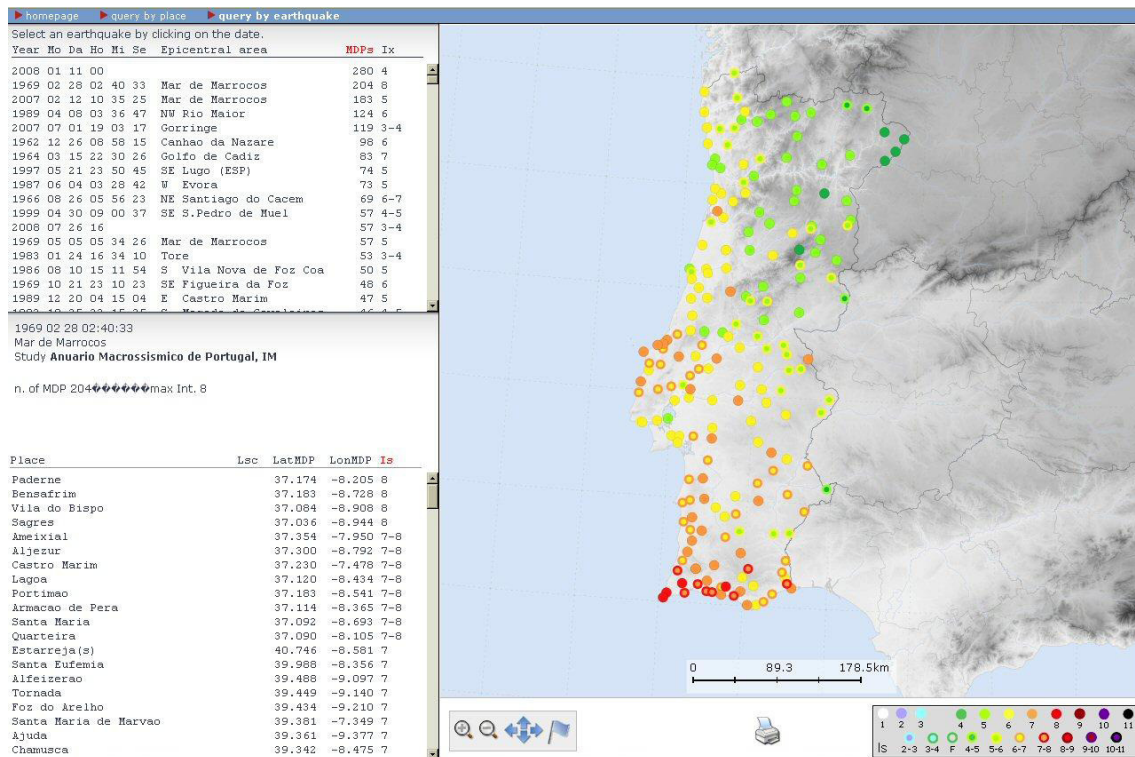 homepage query by place query by earthquake
Select an earthquake by clicking on the date.
Year Mo Da Ho Mi Se Epicentral area MDPs Ix
2008 01 11 00 280 4
1969 02 28 02 40 33 Mar de Marrocos 204 8
2007 02 12 10 35 25 Mar de Marrocos 183 5
1989 04 08 03 36 47 NW Rio Maior 124 6
2007 07 01 19 03 17 Gorringe 119 3-4
1962 12 26 08 58 15 Canhao da Nazare 98 6
1964 03 15 22 30 26 Golfo de Cadiz 83 7
1997 05 21 23 50 45 SE Lugo (ESP) 74 5
1987 06 04 03 28 42 W Evora 73 5
1966 08 26 05 56 23 NE Santiago do Cacem 69 6-7
1999 04 30 09 00 37 SE S.Pedro de Muel 57 4-5
2008 07 26 16 57 3-4
1969 05 05 05 34 26 Mar de Marrocos 57 5
1983 01 24 16 34 10 Tore 53 3-4
1986 08 10 15 11 54 S Vila Nova de Foz Coa 50 5
1969 10 21 23 10 23 SE Figueira da Foz 48 6
1989 12 20 04 15 04 E Castro Marim 47 5
1969 02 28 02:40:33
Mar de Marrocos
Study Anuario Macrossismico de Portugal, IM
n. of MDP 204������max Int. 8
Place Lsc LatMDP LonMDP Is
Paderne 37.174 -8.205 8
Bensafrim 37.183 -8.728 8
Vila do Bispo 37.084 -8.908 8
Sagres 37.036 -8.944 8
Ameixial 37.354 -7.950 7-8
Aljezur 37.300 -8.792 7-8
Castro Marim 37.230 -7.478 7-8
Lagoa 37.120 -8.434 7-8
Portimao 37.183 -8.541 7-8
Armacao de Pera 37.114 -8.365 7-8
Santa Maria 37.092 -8.693 7-8
Quarteira 37.090 -8.105 7-8
Estarreja(s) 40.746 -8.581 7
Santa Eufemia 39.988 -8.356 7
Alfeizerao 39.488 -9.097 7
Tornada 39.449 -9.140 7
Foz do Arelho 39.434 -9.210 7
Santa Maria de Marvao 39.381 -7.349 7
Ajuda 39.361 -9.377 7
Chamusca 39.342 -8.475 7
0 89.3 178.5km
1 2 3 4 5 6 7 8 9 10 11
Is 2-3 3-4 F 4-5 5-6 6-7 7-8 8-9 9-10 10-11